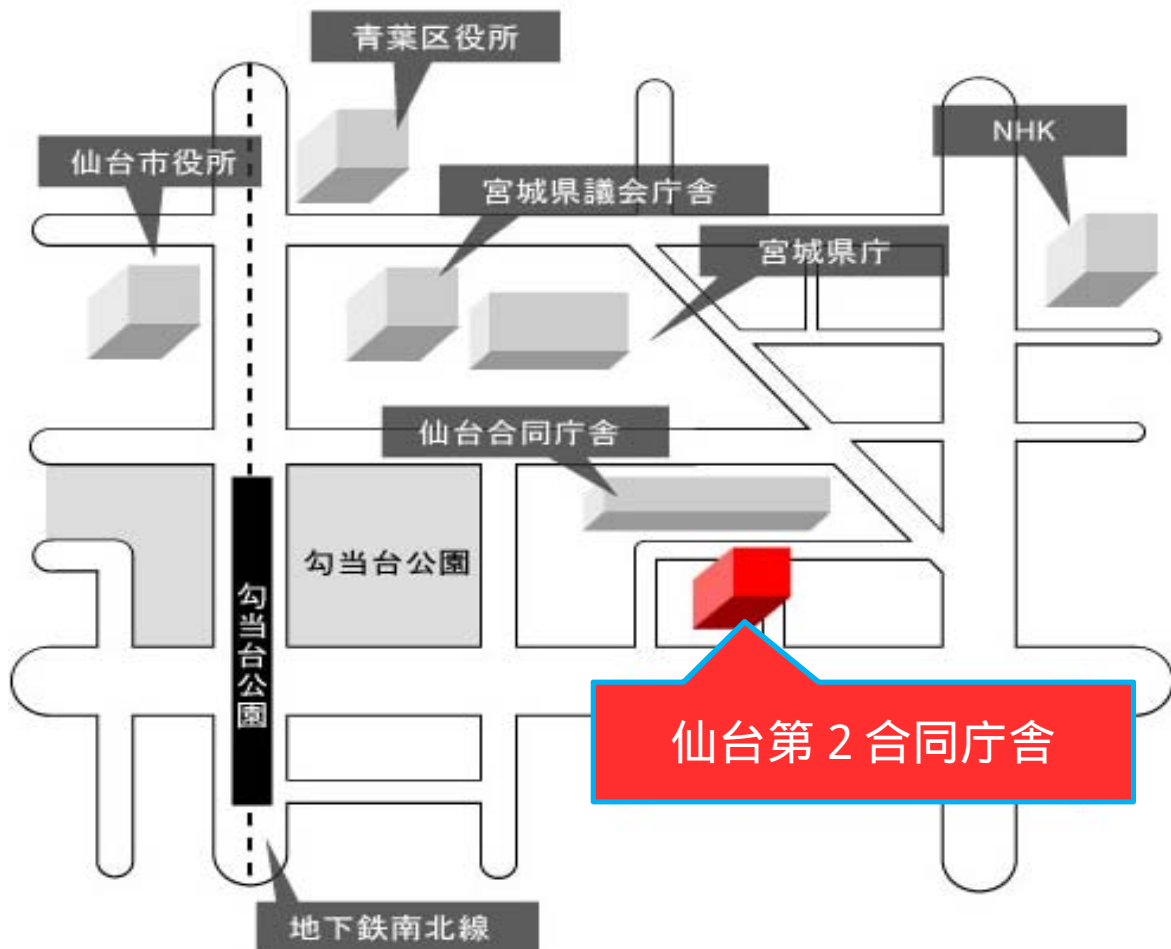 青葉区役所
NHK
仙台市役所
宮城県議会庁舎
宮城県庁
仙台合同庁舎
勾当台公園
勾当台公園
仙台第2合同庁舎
地下鉄南北線